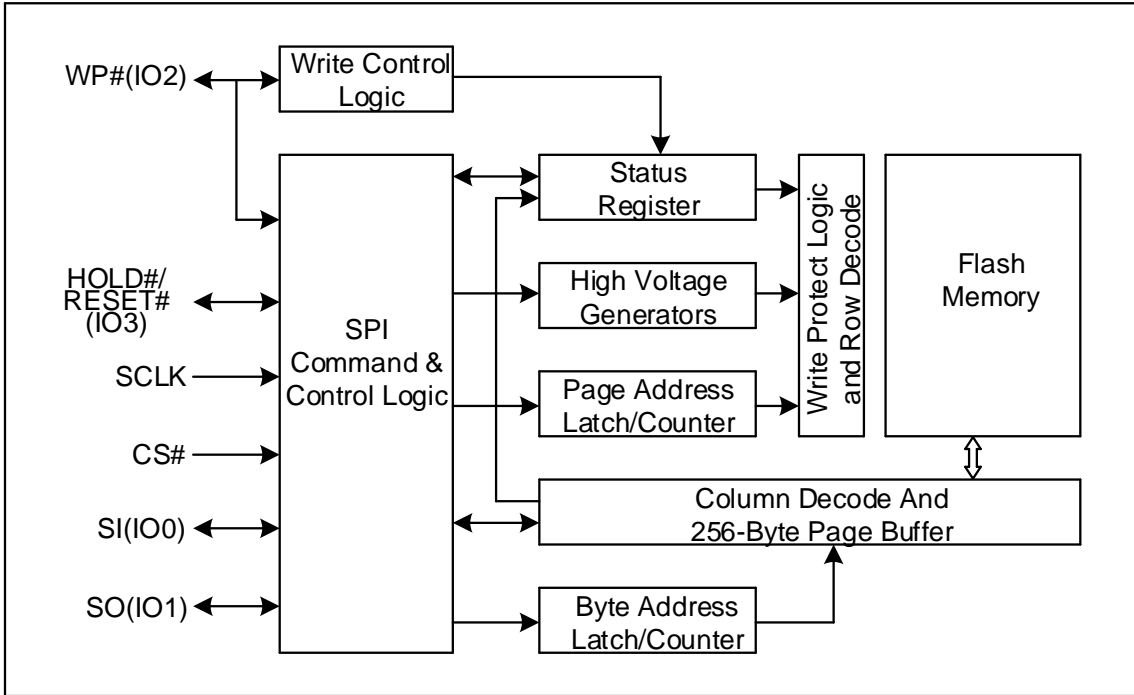 WP#(IO2)
Write Control
Logic
Status
Register
HOLD#/
RESET#
(IO3)
SCLK
CS#
SI(IO0)
SO(IO1)
SPI
Command &
Control Logic
High Voltage
Generators
Page Address
Latch/Counter
Write Protect Logic
and Row Decode
Flash
Memory
Column Decode And
256-Byte Page Buffer
Byte Address
Latch/Counter